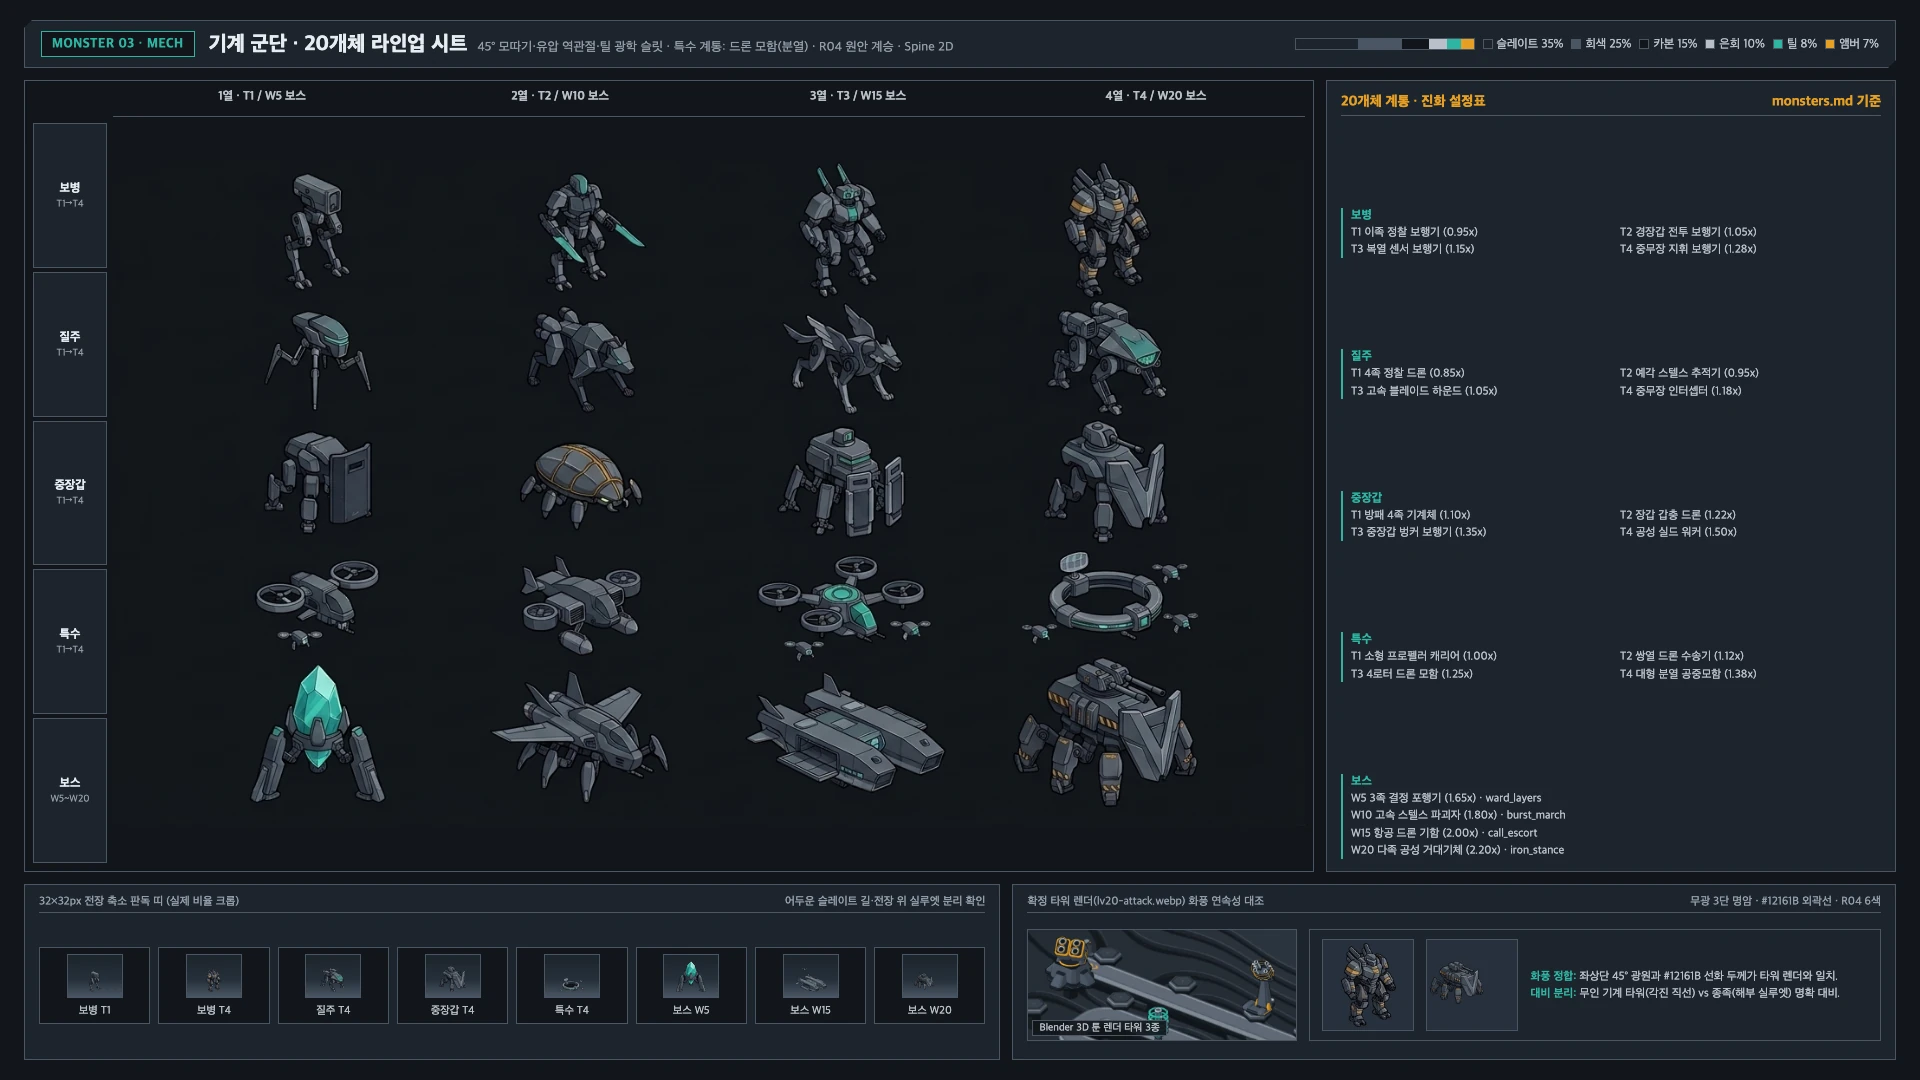 MONSTER 03 · MECH
기계 군단 · 20개체 라인업 시트
45° 모따기·유압 역관절·틸 광학 슬릿 · 특수 계통: 드론 모함(분열) · R04 원안 계승 · Spine 2D
슬레이트 35% 회색 25% 카본 15% 은회 10% 틸 8% 앰버 7%
1열 · T1 / W5 보스
2열 · T2 / W10 보스
3열 · T3 / W15 보스
4열 · T4 / W20 보스
보병
T1→T4
질주
T1→T4
중장갑
T1→T4
특수
T1→T4
보스
W5~W20
20개체 계통 · 진화 설정표
monsters.md 기준
보병
T1 이족 정찰 보행기 (0.95x)
T2 경장갑 전투 보행기 (1.05x)
T3 복열 센서 보행기 (1.15x)
T4 중무장 지휘 보행기 (1.28x)
질주
T1 4족 정찰 드론 (0.85x)
T2 예각 스텔스 추적기 (0.95x)
T3 고속 블레이드 하운드 (1.05x)
T4 중무장 인터셉터 (1.18x)
중장갑
T1 방패 4족 기계체 (1.10x)
T2 장갑 갑충 드론 (1.22x)
T3 중장갑 벙커 보행기 (1.35x)
T4 공성 실드 워커 (1.50x)
특수
T1 소형 프로펠러 캐리어 (1.00x)
T2 쌍열 드론 수송기 (1.12x)
T3 4로터 드론 모함 (1.25x)
T4 대형 분열 공중모함 (1.38x)
보스
W5 3족 결정 포행기 (1.65x) · ward_layers
W10 고속 스텔스 파괴자 (1.80x) · burst_march
W15 항공 드론 기함 (2.00x) · call_escort
W20 다족 공성 거대기체 (2.20x) · iron_stance
32×32px 전장 축소 판독 띠 (실제 비율 크롭)
어두운 슬레이트 길·전장 위 실루엣 분리 확인
보병 T1
보병 T4
질주 T4
중장갑 T4
특수 T4
보스 W5
보스 W15
보스 W20
확정 타워 렌더(lv20-attack.webp) 화풍 연속성 대조
무광 3단 명암 · #12161B 외곽선 · R04 6색
Blender 3D 툰 렌더 타워 3종
화풍 정합: 좌상단 45° 광원과 #12161B 선화 두께가 타워 렌더와 일치.
대비 분리: 무인 기계 타워(각진 직선) vs 종족(해부 실루엣) 명확 대비.